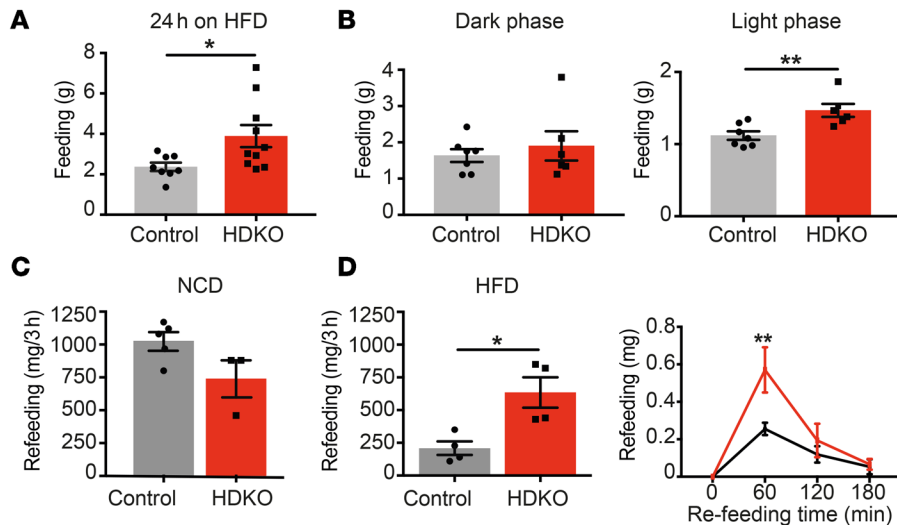 A
24 h on HFD
*
Feeding (g)
8
6
4
2
0
Control HDKO
B
Dark phase
Feeding (g)
4
3
2
1
0
Control HDKO
Light phase
**
Feeding (g)
2
1
0
Control HDKO
C
NCD
Refeeding (mg/3 h)
1250
1000
750
500
250
0
Control HDKO
D
HFD
*
Refeeding (mg/3 h)
1250
1000
750
500
250
0
Control HDKO
**
Refeeding (mg)
0.8
0.6
0.4
0.2
0
0 60 120 180
Re-feeding time (min)